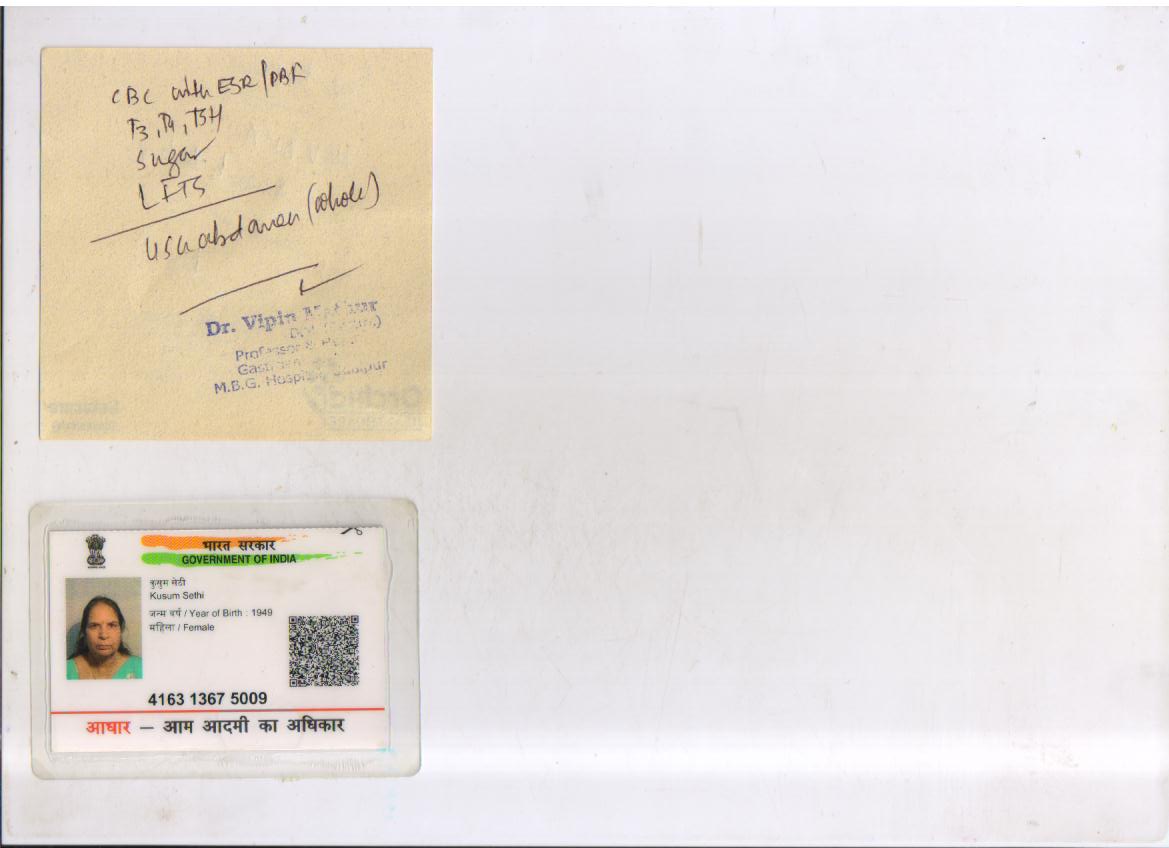 CBC with ESR/PBF
T3, T4, TSH
Sugar
LFTS
USG abdomen (whole)
Dr. Vipin
Professor &
M.B.G. Hospital, Udaipur
भारत सरकार
GOVERNMENT OF INDIA
कुसुम सेठी
Kusum Sethi
जन्म वर्ष / Year of Birth : 1949
महिला / Female
4163 1367 5009
आधार — आम आदमी का अधिकार